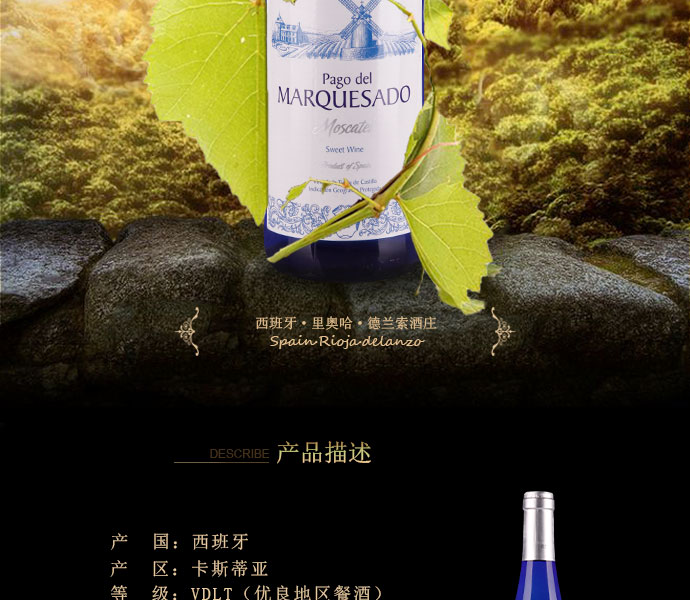 Pago del
MARQUESADO
Moscatel
Sweet Wine
Product of Spain
de Castilla
西班牙·里奥哈·德兰索酒庄
Spain Rioja delanzo
DESCRIBE 产品描述
产 国：西班牙
产 区：卡斯蒂亚
等 级：VDLT（优良地区餐酒）